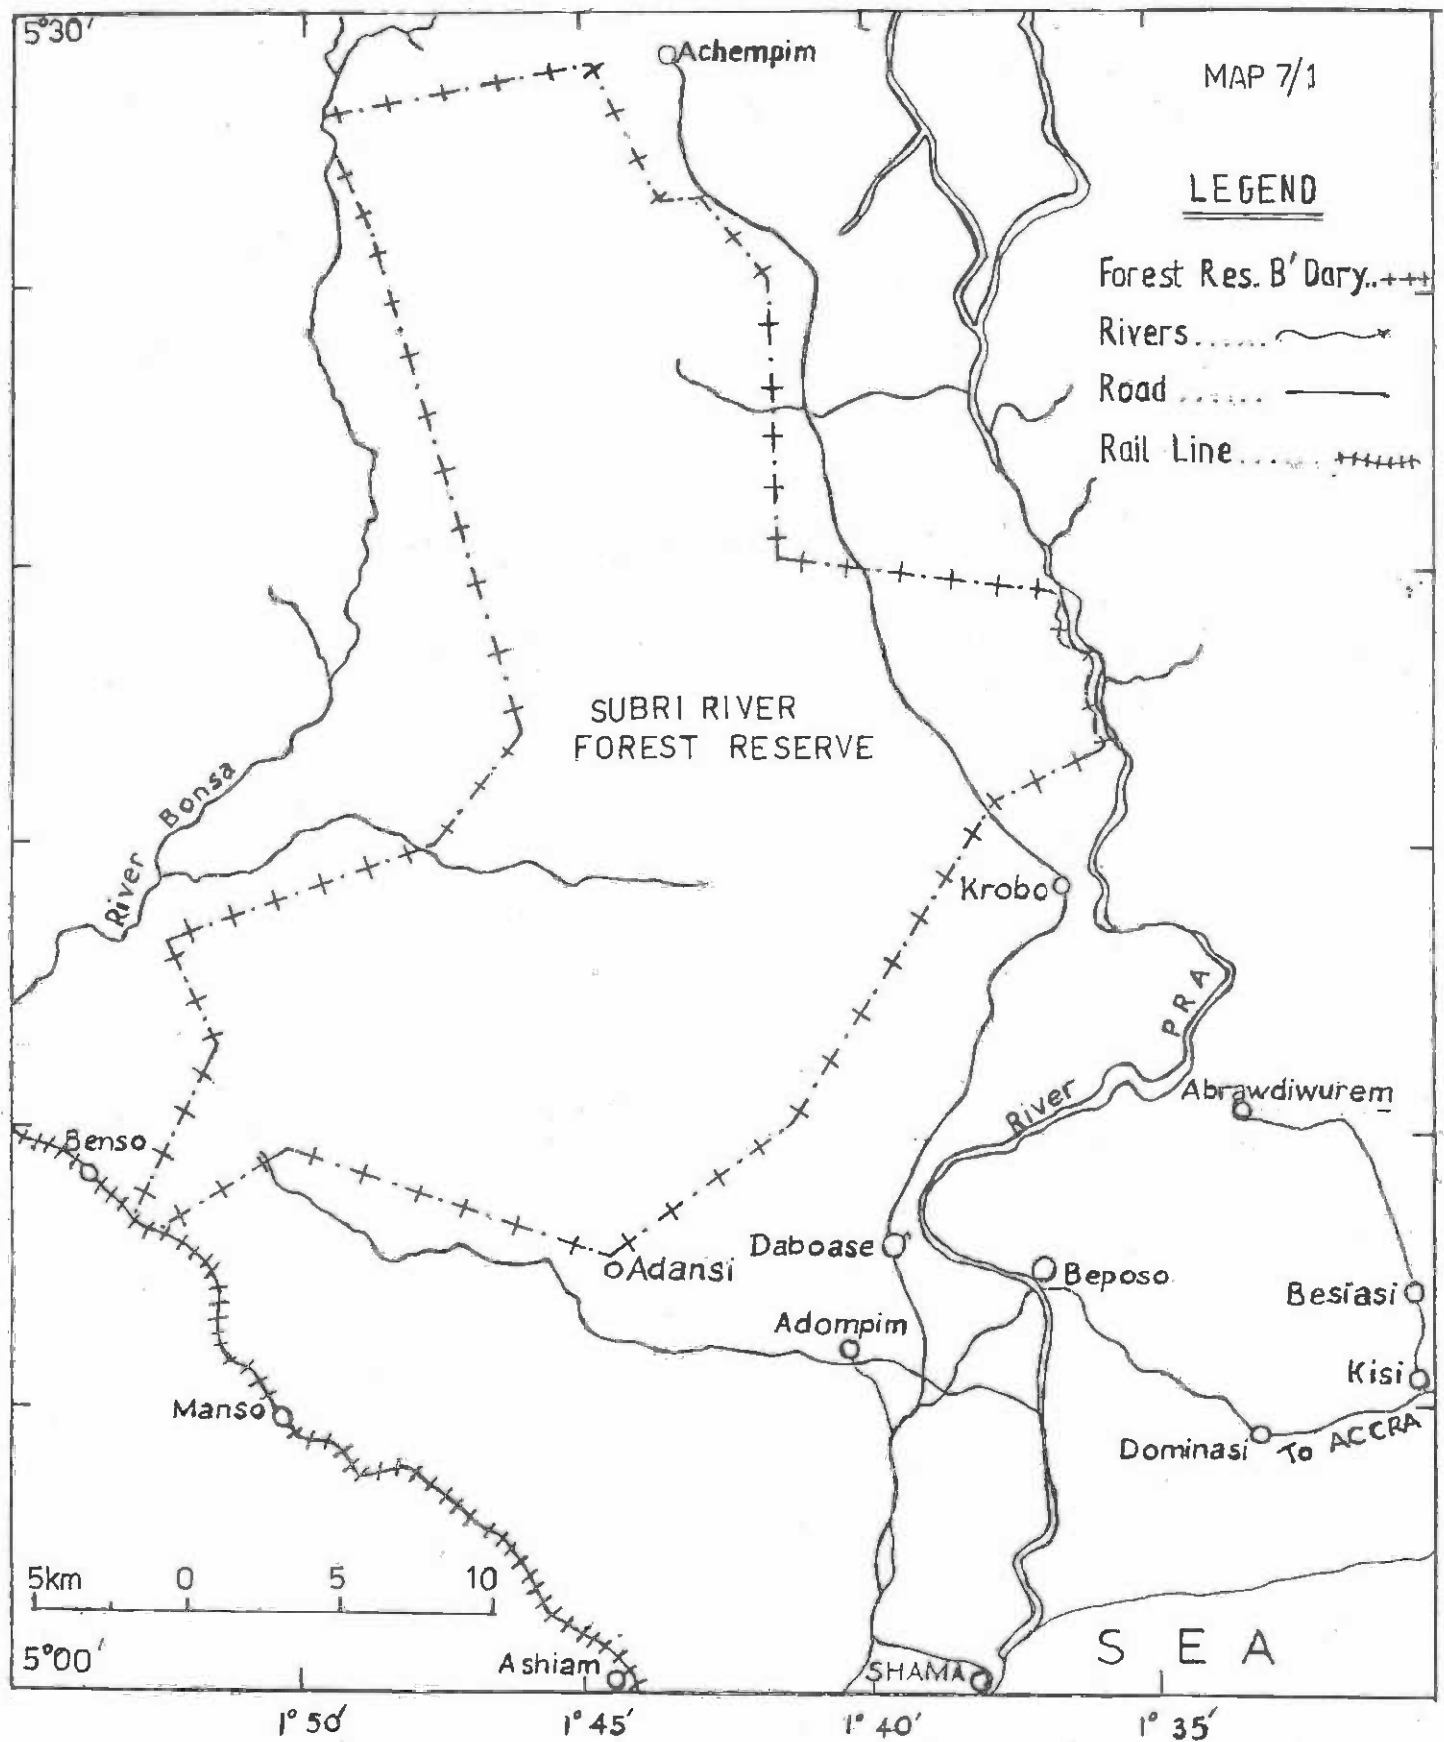 5°30′
Achempim
MAP 7/1
LEGEND
Forest Res. B'Dary..
Rivers......
Road ......
Rail Line......
SUBRI RIVER
FOREST RESERVE
River Bonsa
Krobo
River PRA
Abrawdiwurem
Benso
Daboase
Adansi
Beposo
Besiasi
Adompim
Kisi
Manso
Dominasi
To ACCRA
5km 0 5 10
5°00′
Ashiam
SHAMA
SEA
1°50′ 1°45′ 1°40′ 1°35′